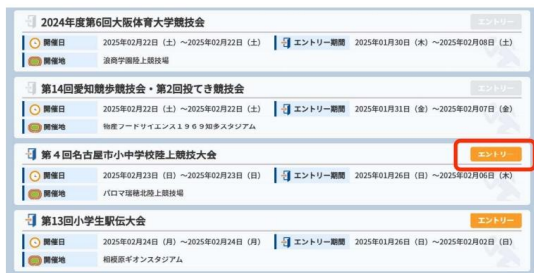 2024年度第6回大阪体育大学競技会 エントリー
開催日 2025年02月22日（土）～2025年02月22日（土） エントリー期間 2025年01月30日（木）～2025年02月08日（土）
開催地 浪商学園陸上競技場
第14回愛知競歩競技会・第2回投てき競技会 エントリー
開催日 2025年02月22日（土）～2025年02月22日（土） エントリー期間 2025年01月31日（金）～2025年02月07日（金）
開催地 物産フードサイエンス１９６９知多スタジアム
第４回名古屋市小中学校陸上競技大会 エントリー
開催日 2025年02月23日（日）～2025年02月23日（日） エントリー期間 2025年01月26日（日）～2025年02月06日（木）
開催地 パロマ瑞穂北陸上競技場
第13回小学生駅伝大会 エントリー
開催日 2025年02月24日（月）～2025年02月24日（月） エントリー期間 2025年01月26日（日）～2025年02月02日（日）
開催地 相模原ギオンスタジアム